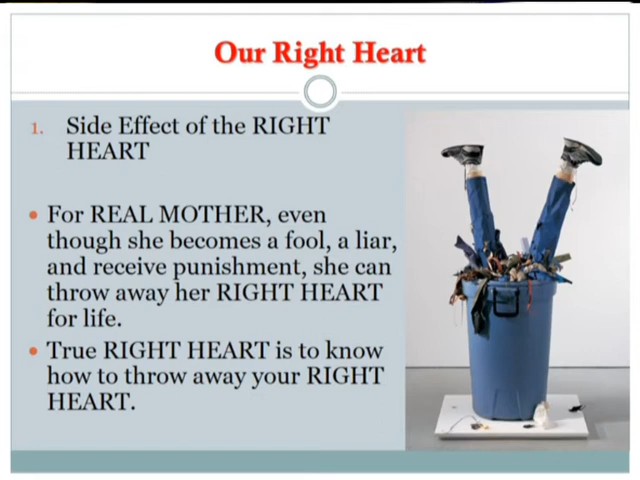 Our Right Heart
1. Side Effect of the RIGHT
HEART
• For REAL MOTHER, even
though she becomes a fool, a liar,
and receive punishment, she can
throw away her RIGHT HEART
for life.
• True RIGHT HEART is to know
how to throw away your RIGHT
HEART.